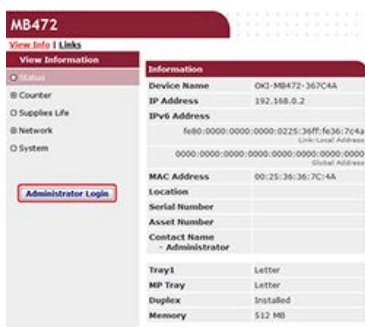 MB472
View Info | Links
View Information
Status
Counter
Supplies Life
Network
System
Administrator Login
Information
Device Name OKI-MB472-367C4A
IP Address 192.168.0.2
IPv6 Address
fe80:0000:0000:0000:0225:36ff:fe36:7c4a
Link-Local Address
0000:0000:0000:0000:0000:0000:0000:0000
Global Address
MAC Address 00:25:36:36:7C:4A
Location
Serial Number
Asset Number
Contact Name
- Administrator
Tray1 Letter
MP Tray Letter
Duplex Installed
Memory 512 MB